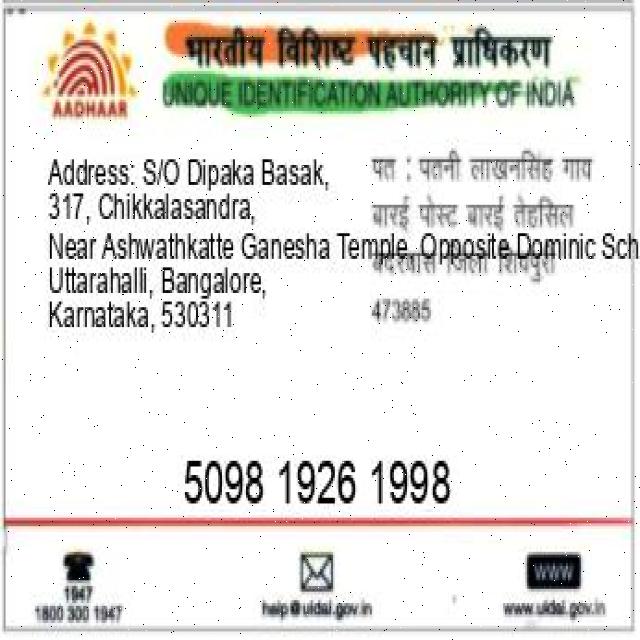 भारतीय विशिष्ट पहचान प्राधिकरण
UNIQUE IDENTIFICATION AUTHORITY OF INDIA
AADHAAR
Address: S/O Dipaka Basak,
317, Chikkalasandra,
Near Ashwathkatte Ganesha Temple, Opposite Dominic Sch
Uttarahalli, Bangalore,
Karnataka, 530311
पत : पतनी लाखनसिंह गाव
बारई पोस्ट बारई तेहसिल
बदरवास जिला शिवपुरी
473885
5098 1926 1998
1947
1800 300 1947
help@uidai.gov.in
WWW
www.uidai.gov.in